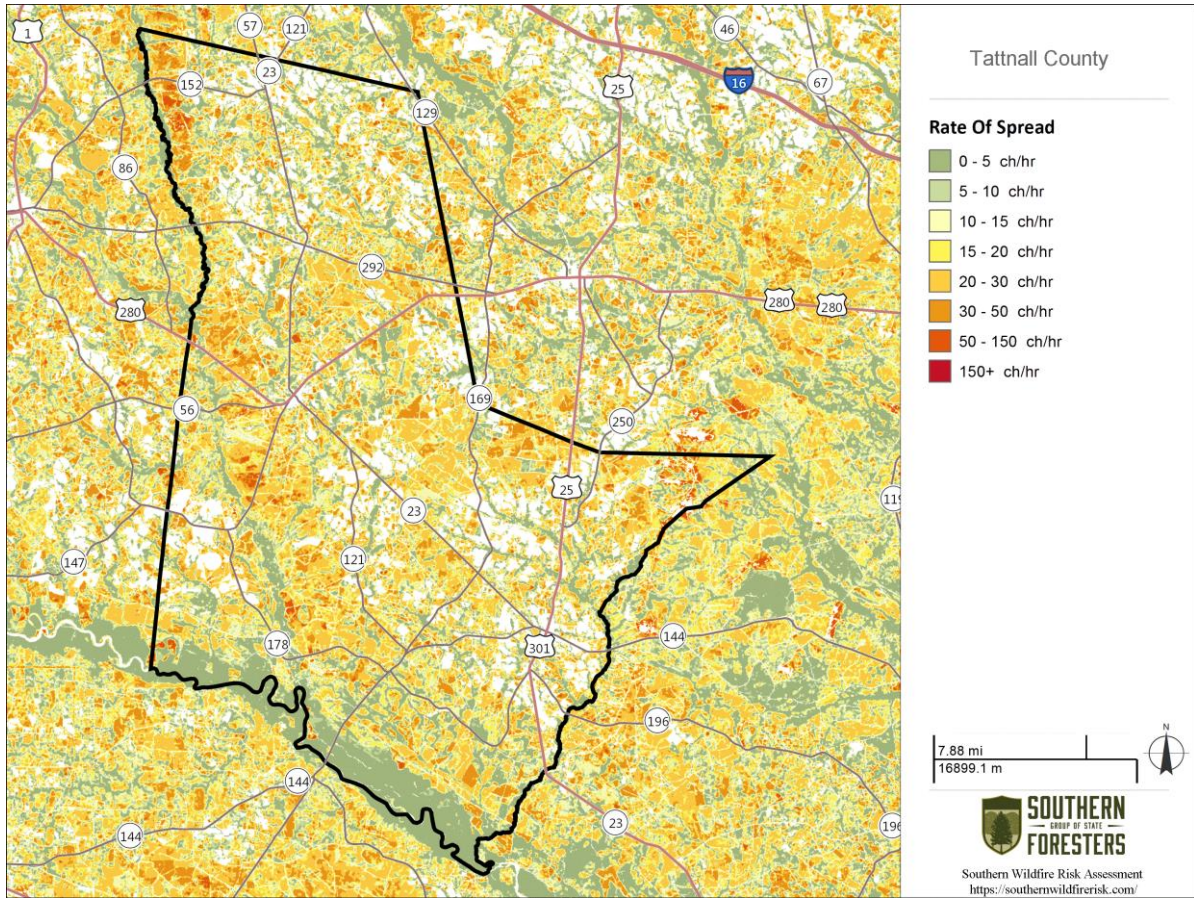 1
57
121
46
16
25
67
23
152
129
86
292
280
280
280
56
169
250
25
119
23
147
121
178
144
301
196
144
144
23
196
Tattnall County
Rate Of Spread
0 - 5 ch/hr
5 - 10 ch/hr
10 - 15 ch/hr
15 - 20 ch/hr
20 - 30 ch/hr
30 - 50 ch/hr
50 - 150 ch/hr
150+ ch/hr
7.88 mi
16899.1 m
N
SOUTHERN
GROUP OF STATE
FORESTERS
Southern Wildfire Risk Assessment
https://southernwildfirerisk.com/